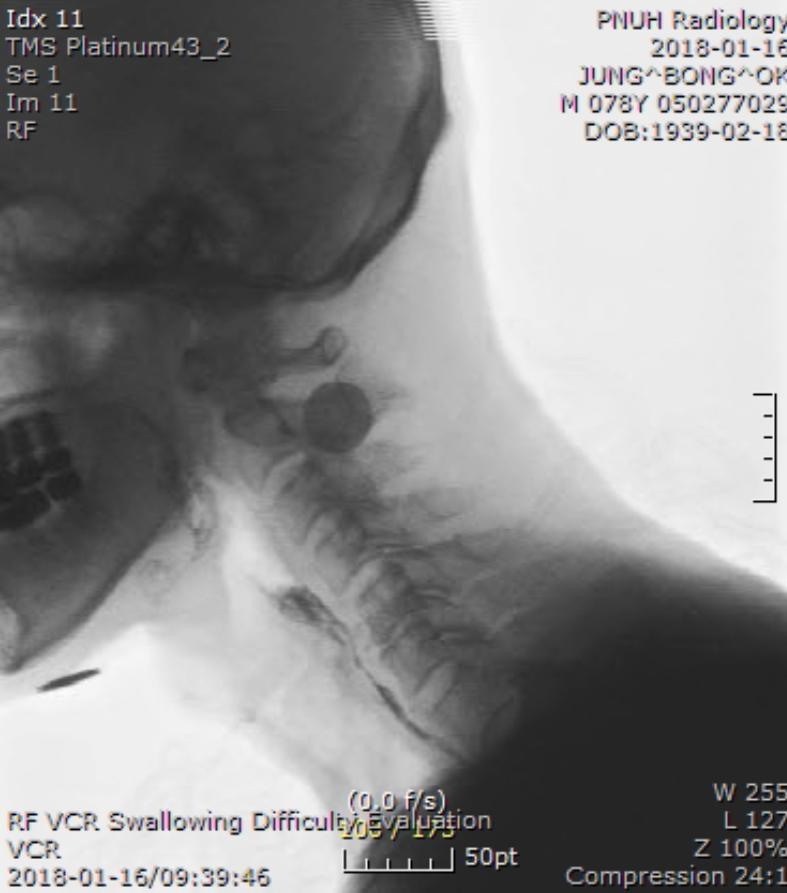 Idx 11
TMS Platinum43_2
Se 1
Im 11
RF
PNUH Radiology
2018-01-16
JUNG^BONG^OK
M 078Y 050277029
DOB:1939-02-18
(0.0 f/s)
RF VCR Swallowing Difficulty Evaluation
VCR
2018-01-16/09:39:46
50pt
W 255
L 127
Z 100%
Compression 24:1